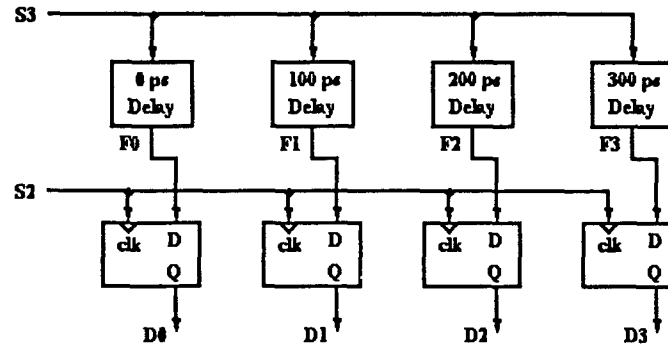 S3
0 ps 100 ps 200 ps 300 ps
Delay Delay Delay Delay
F0 F1 F2 F3
S2
clk D clk D clk D clk D
Q Q Q Q
D0 D1 D2 D3